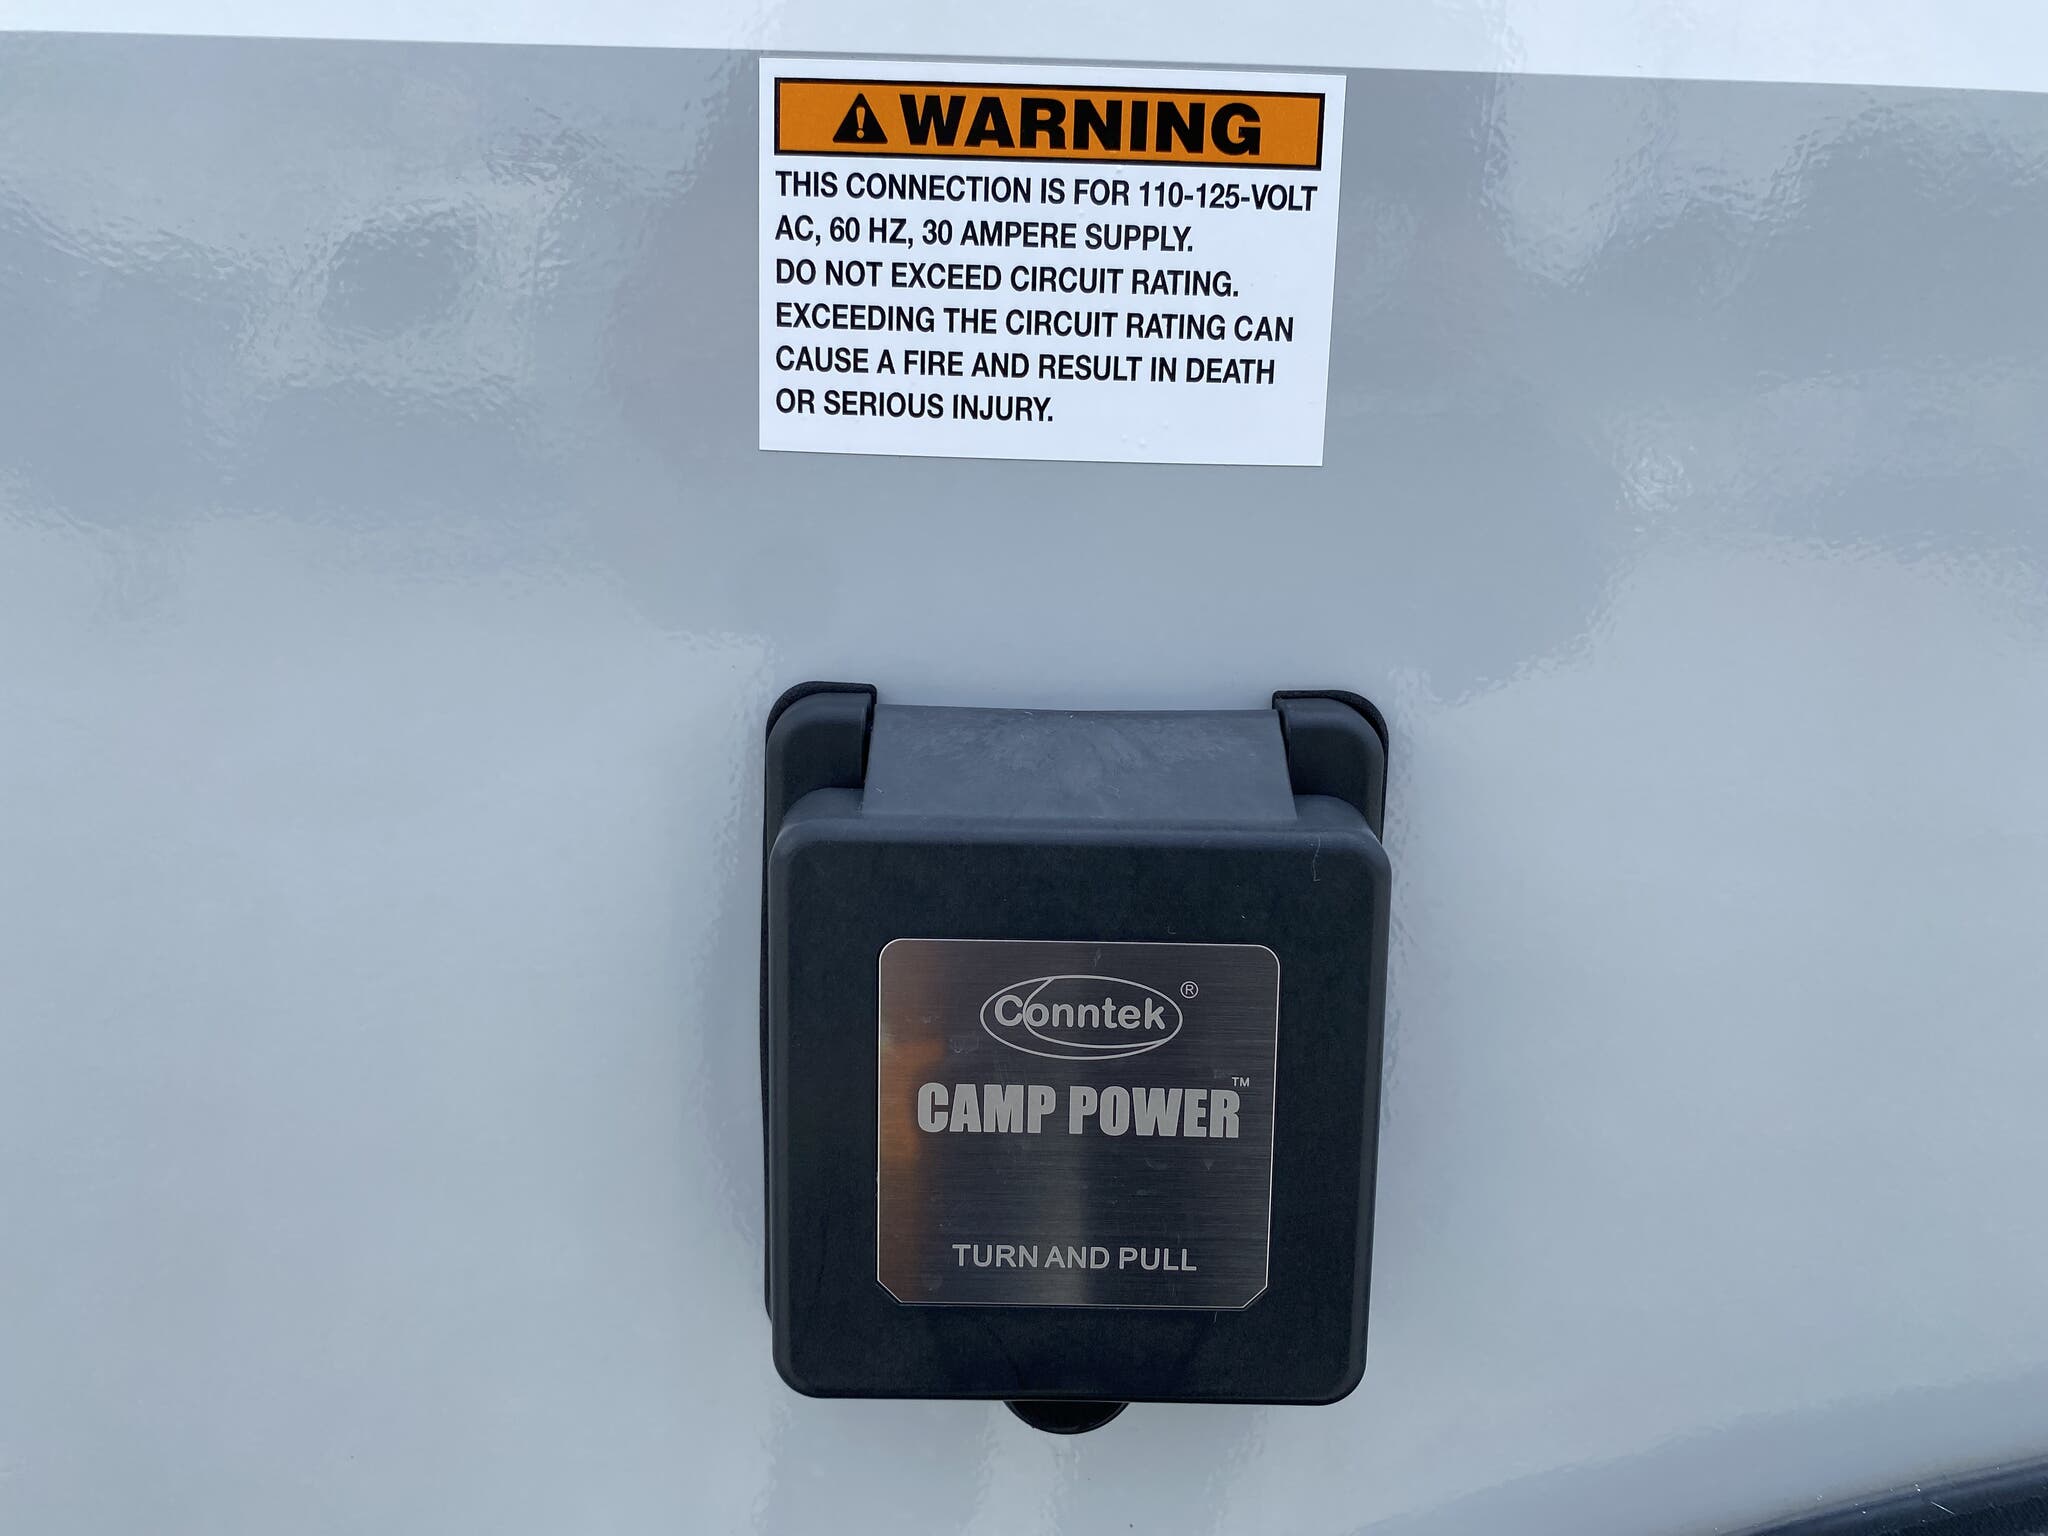 WARNING
THIS CONNECTION IS FOR 110-125-VOLT
AC, 60 HZ, 30 AMPERE SUPPLY.
DO NOT EXCEED CIRCUIT RATING.
EXCEEDING THE CIRCUIT RATING CAN
CAUSE A FIRE AND RESULT IN DEATH
OR SERIOUS INJURY.
Conntek®
CAMP POWER™
TURN AND PULL